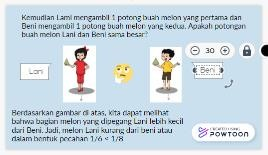 Kemudian Lami mengambil 1 potong buah melon yang pertama dan
Beni mengambil 1 potong buah melon yang kedua. Apakah potongan
buah melon Lani dan Beni sama besar?
30
Lani
Beni
Berdasarkan gambar di atas, kita dapat melihat
bahwa bagian melon yang dipegang Lani lebih kecil
dari Beni. Jadi, melon Lani kurang dari beni atau
dalam bentuk pecahan 1/6 < 1/8
CREATED USING
POWTOON